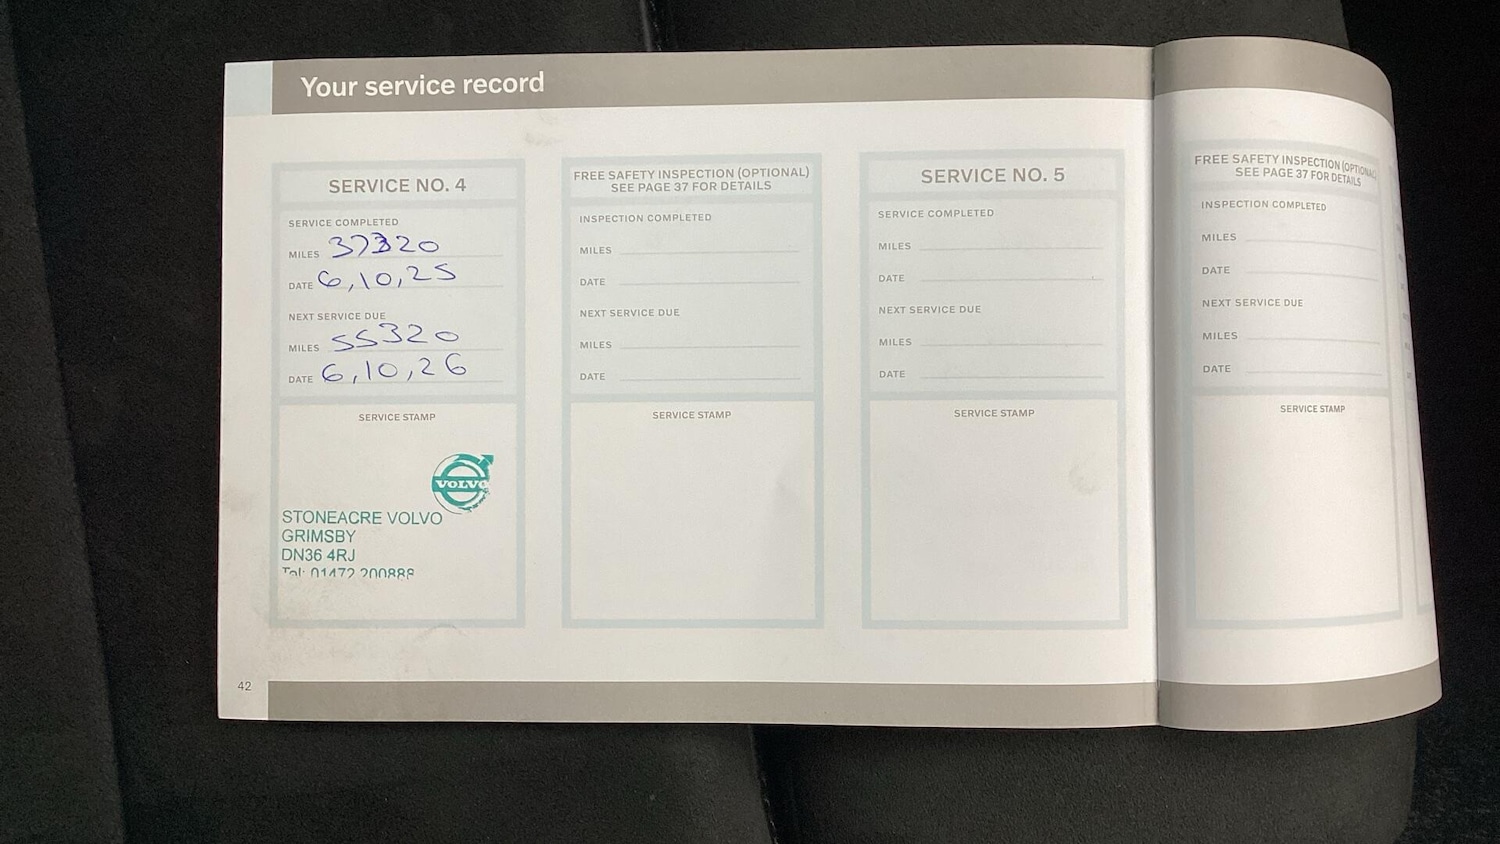 Your service record
SERVICE NO. 4
SERVICE COMPLETED
MILES 37320
DATE 6,10,25
NEXT SERVICE DUE
MILES 55320
DATE 6,10,26
SERVICE STAMP
VOLVO
STONEACRE VOLVO
GRIMSBY
DN36 4RJ
Tel: 01472 200888
FREE SAFETY INSPECTION (OPTIONAL)
SEE PAGE 37 FOR DETAILS
INSPECTION COMPLETED
MILES
DATE
NEXT SERVICE DUE
MILES
DATE
SERVICE STAMP
SERVICE NO. 5
SERVICE COMPLETED
MILES
DATE
NEXT SERVICE DUE
MILES
DATE
SERVICE STAMP
FREE SAFETY INSPECTION (OPTIONAL)
SEE PAGE 37 FOR DETAILS
INSPECTION COMPLETED
MILES
DATE
NEXT SERVICE DUE
MILES
DATE
SERVICE STAMP
42